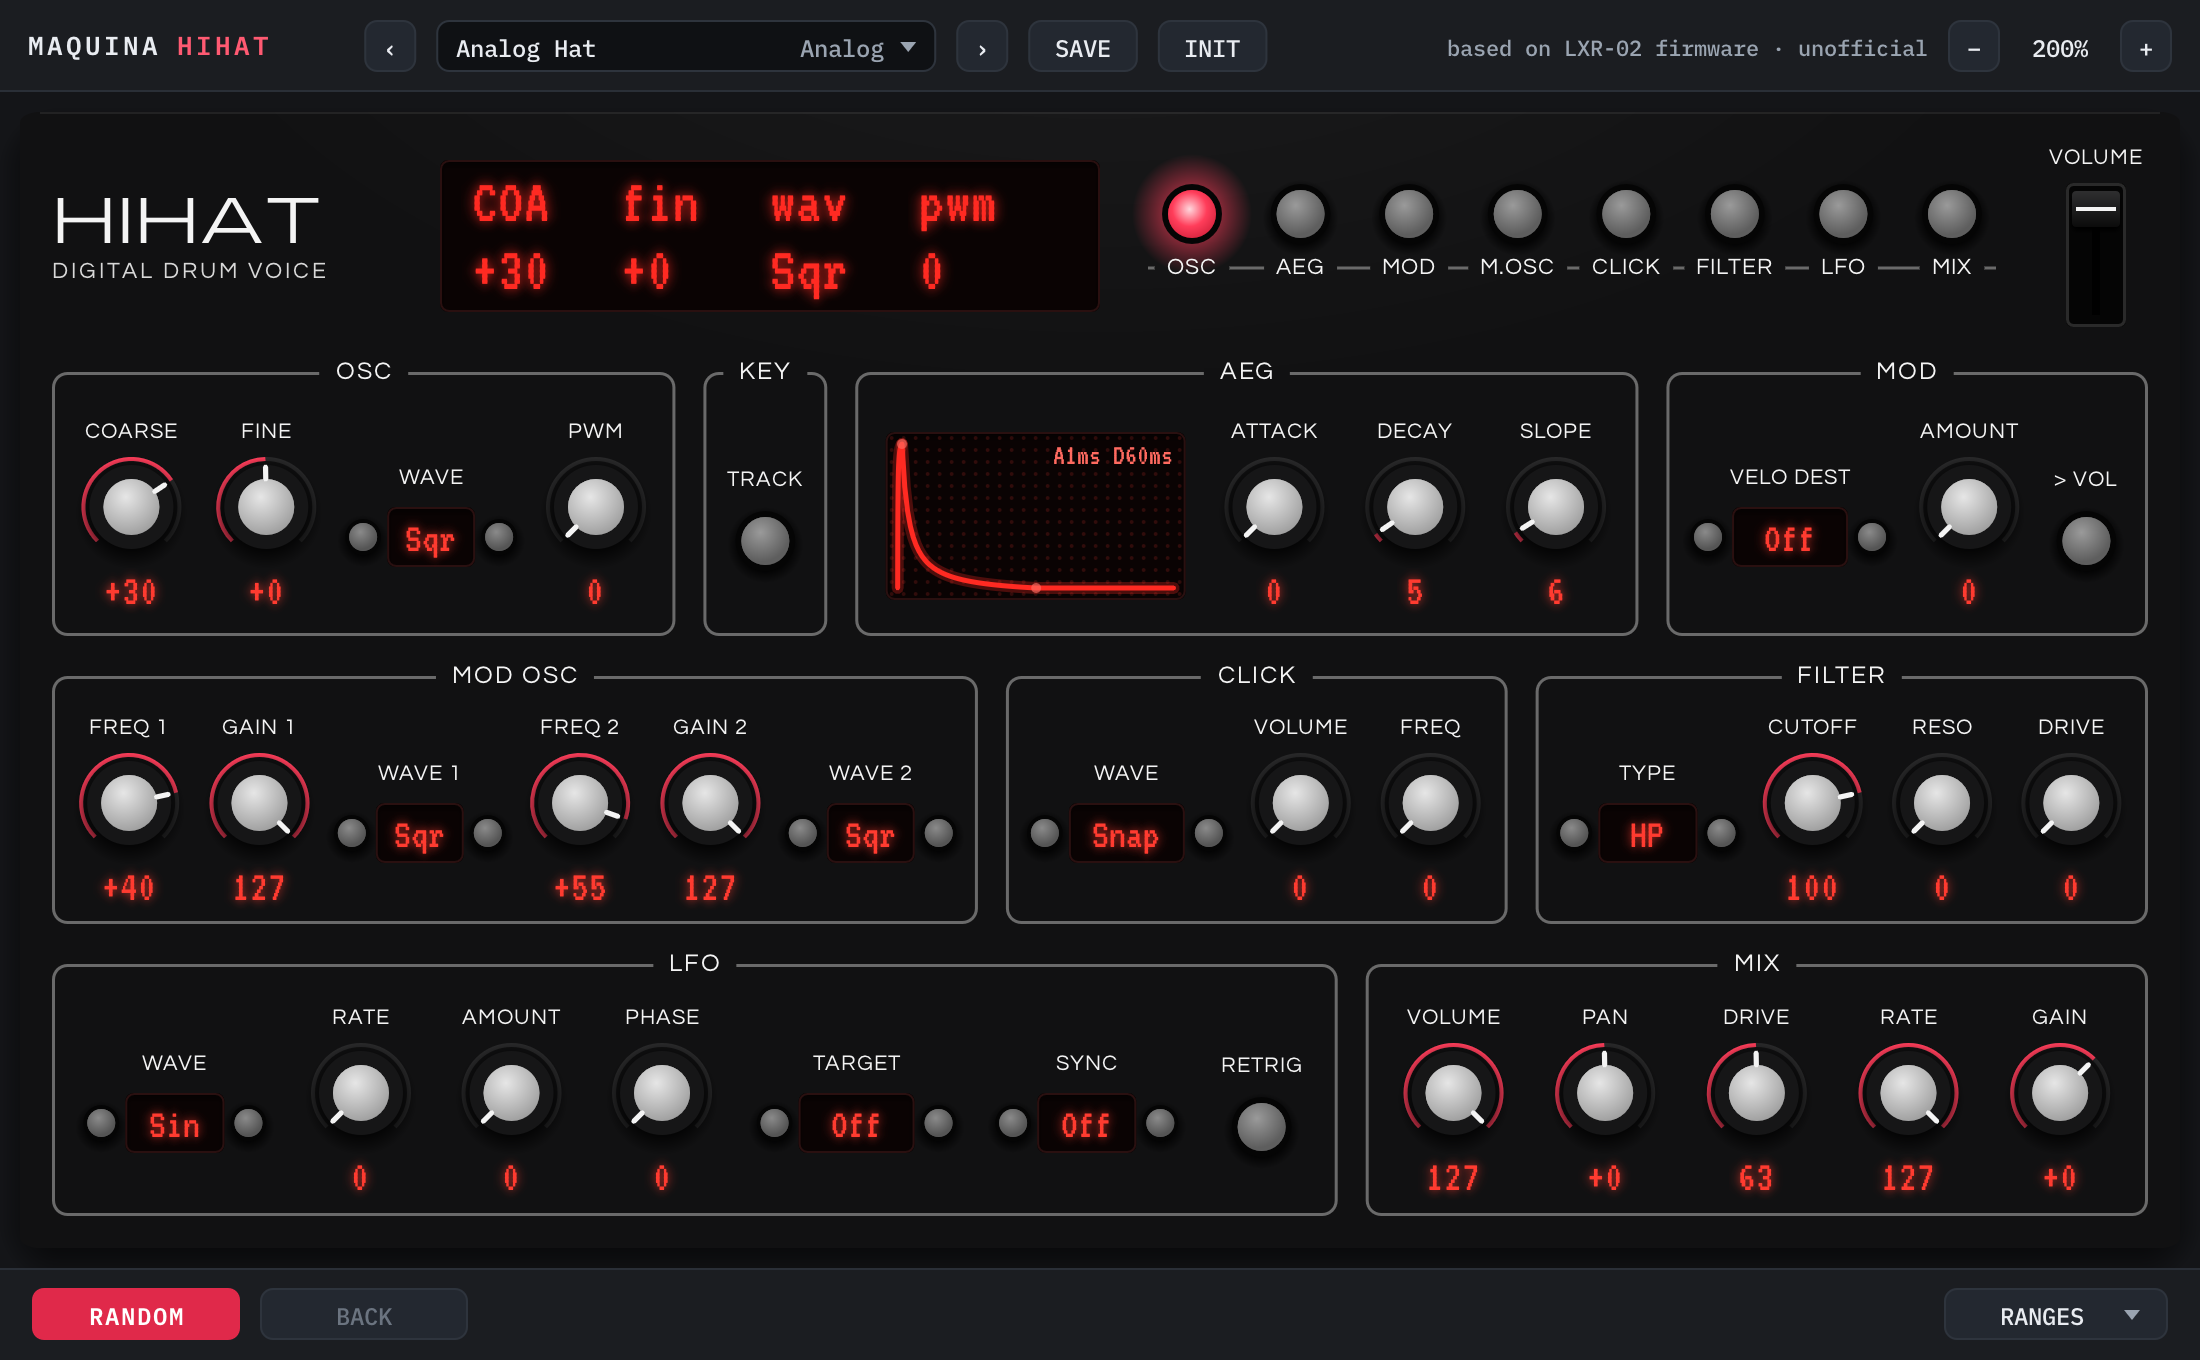 MAQUINA HIHAT
‹
Analog Hat Analog
›
SAVE
INIT
based on LXR-02 firmware · unofficial
−
200%
+
HIHAT
DIGITAL DRUM VOICE
COA fin wav pwm
+30 +0 Sqr 0
OSC AEG MOD M.OSC CLICK FILTER LFO MIX
VOLUME
OSC
COARSE FINE WAVE PWM
Sqr
+30 +0 0
KEY
TRACK
AEG
A1ms D60ms
ATTACK DECAY SLOPE
0 5 6
MOD
VELO DEST AMOUNT > VOL
Off
0
MOD OSC
FREQ 1 GAIN 1 WAVE 1 FREQ 2 GAIN 2 WAVE 2
Sqr Sqr
+40 127 +55 127
CLICK
WAVE VOLUME FREQ
Snap
0 0
FILTER
TYPE CUTOFF RESO DRIVE
HP
100 0 0
LFO
WAVE RATE AMOUNT PHASE TARGET SYNC RETRIG
Sin Off Off
0 0 0
MIX
VOLUME PAN DRIVE RATE GAIN
127 +0 63 127 +0
RANDOM
BACK
RANGES